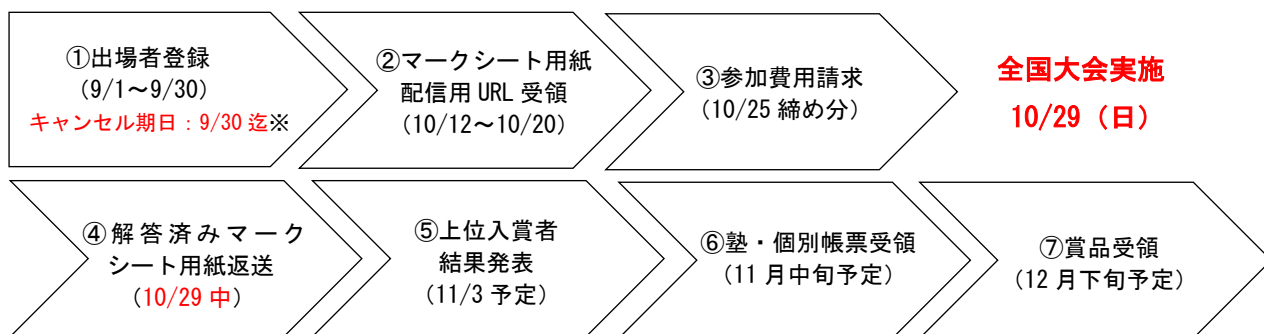 ①出場者登録
(9/1～9/30)
キャンセル期日：9/30 迄※
②マークシート用紙
配信用 URL 受領
(10/12～10/20)
③参加費用請求
(10/25 締め分)
全国大会実施
10/29（日）
④解答済みマーク
シート用紙返送
(10/29 中)
⑤上位入賞者
結果発表
(11/3 予定)
⑥塾・個別帳票受領
(11 月中旬予定)
⑦賞品受領
(12 月下旬予定)